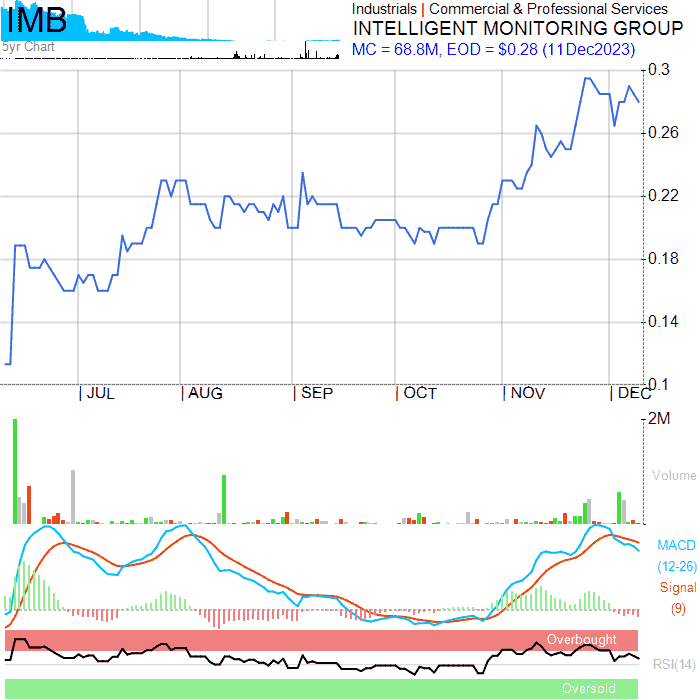 IMB
5yr Chart
Industrials | Commercial & Professional Services
INTELLIGENT MONITORING GROUP
MC = 68.8M, EOD = $0.28 (11Dec2023)
0.3
0.26
0.22
0.18
0.14
0.1
JUL
AUG
SEP
OCT
NOV
DEC
2M
Volume
MACD
(12-26)
Signal
(9)
Overbought
RSI(14)
Oversold